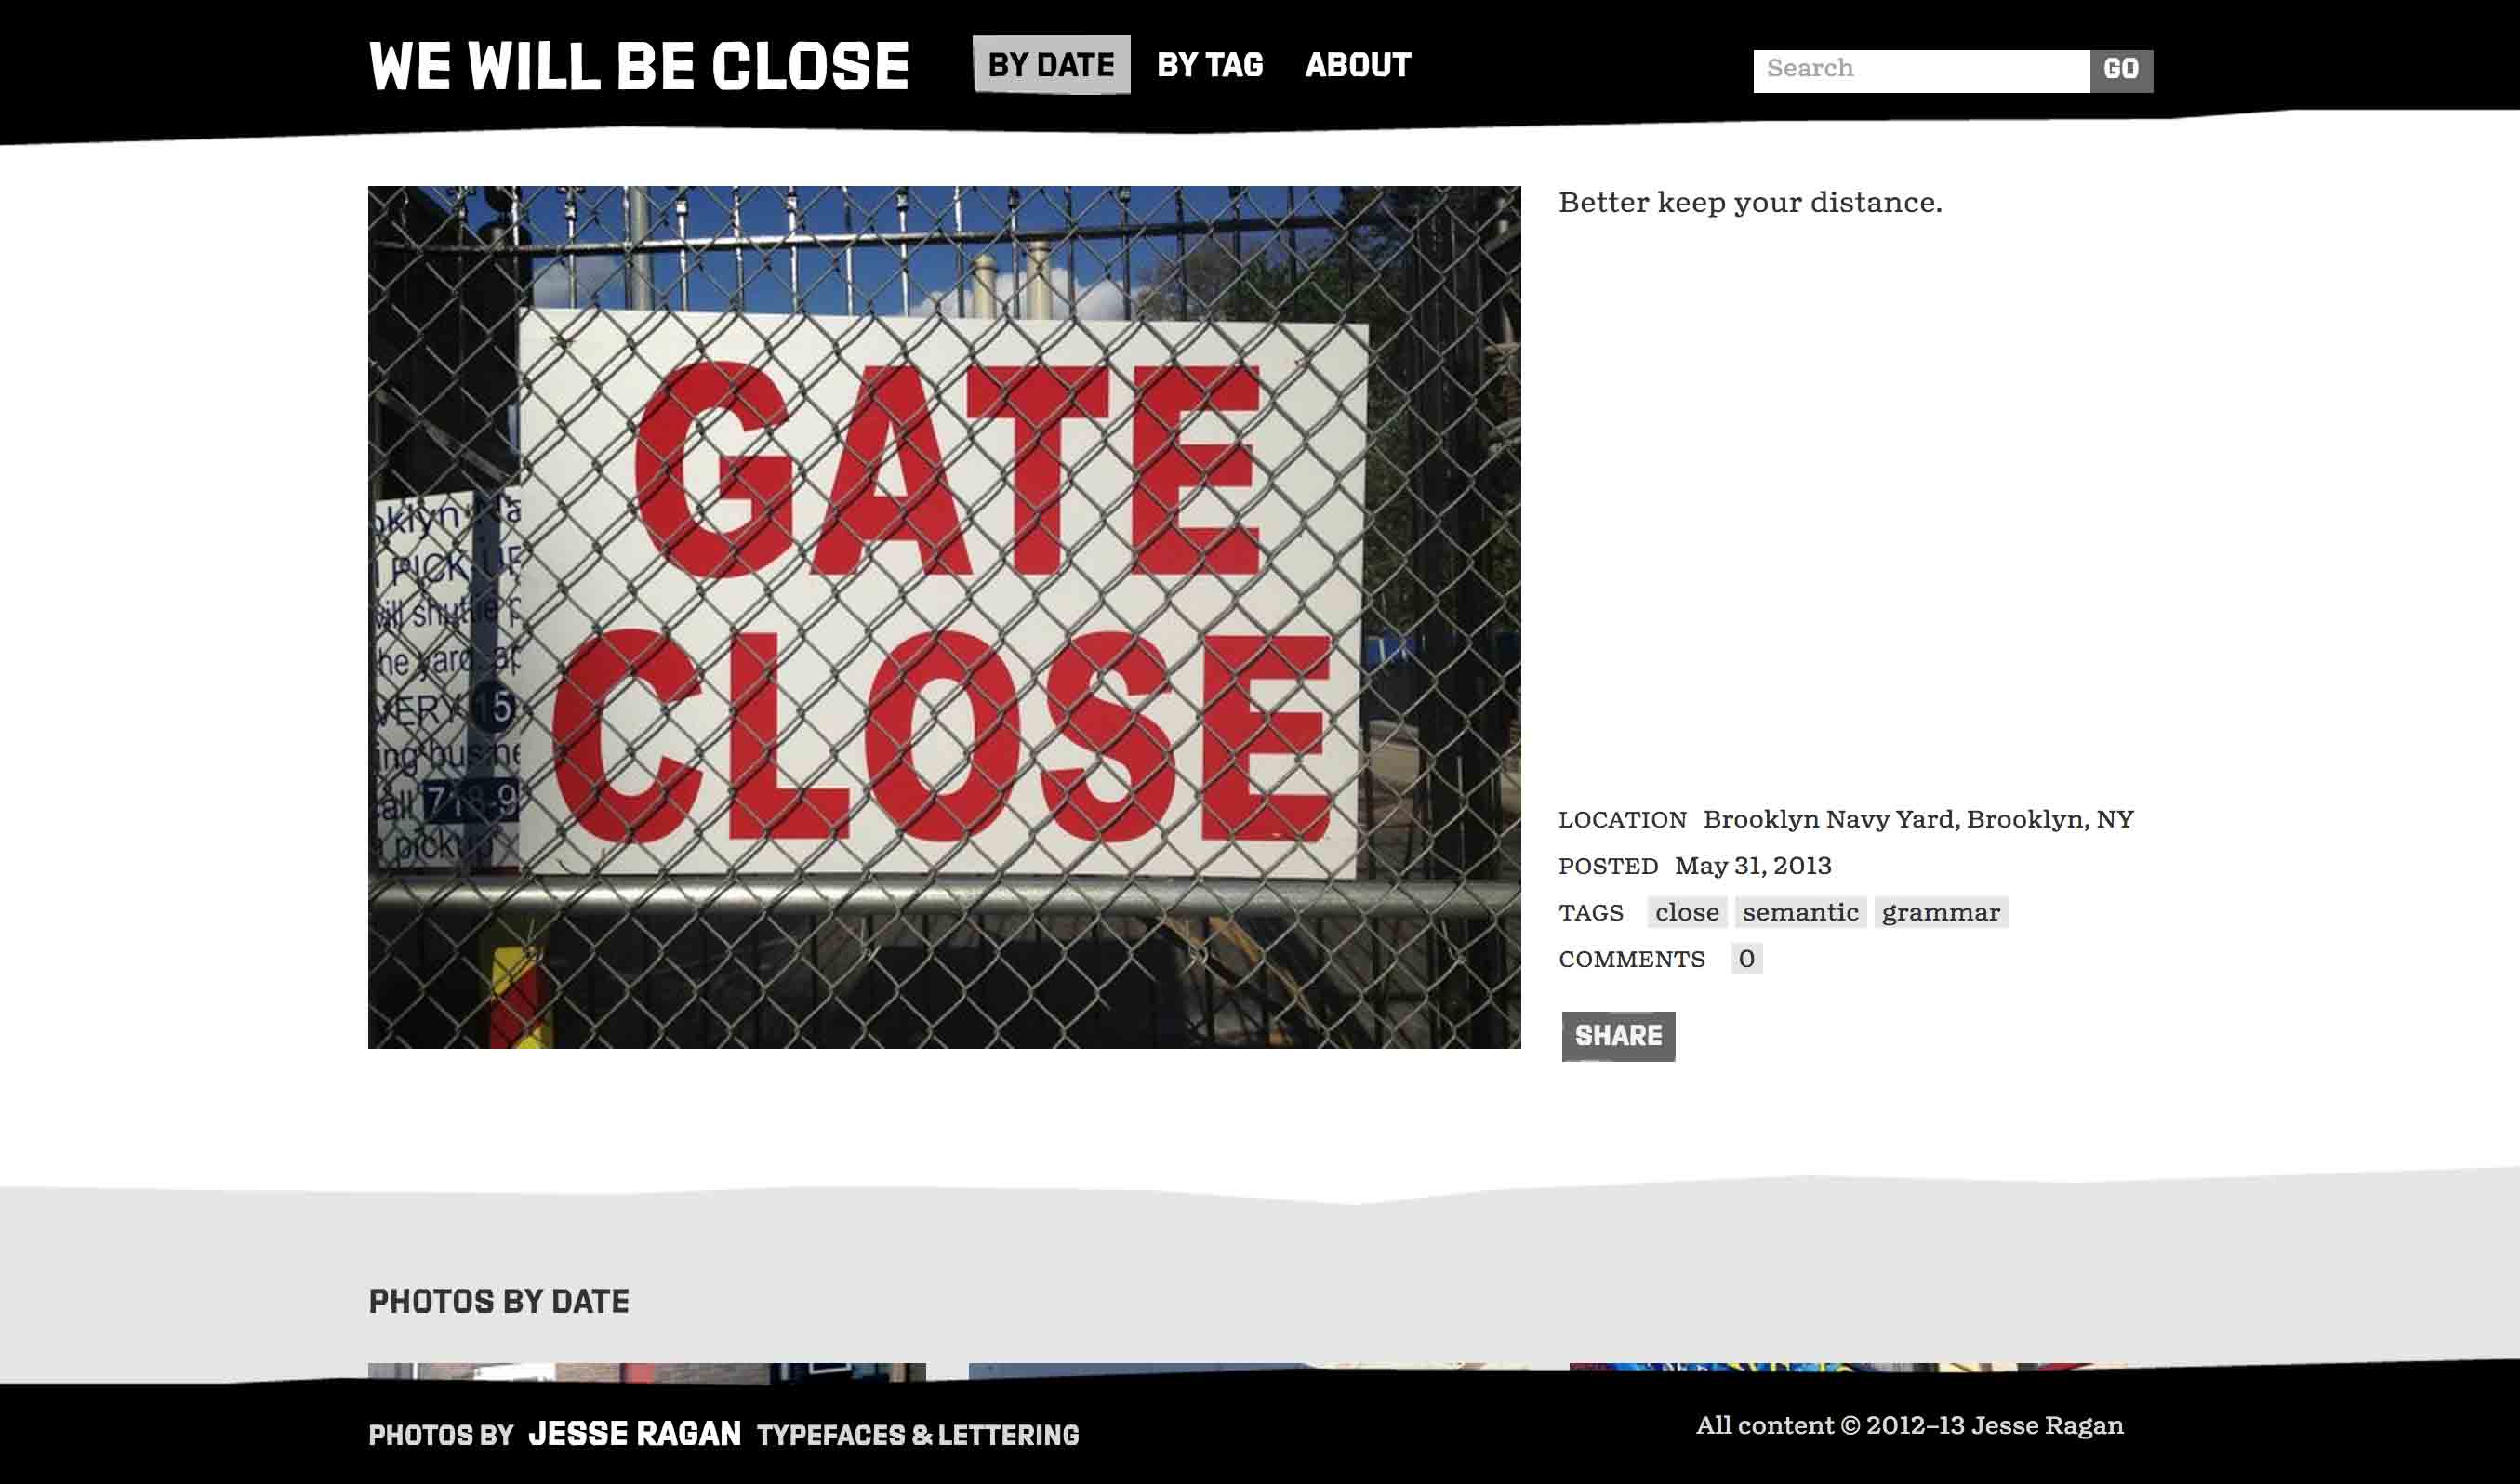 WE WILL BE CLOSE
BY DATE BY TAG ABOUT
Search GO
Better keep your distance.
GATE
CLOSE
PICK UP
will shuttle
he yard.
VERY 15
ing
all 718-9
pickup
LOCATION Brooklyn Navy Yard, Brooklyn, NY
POSTED May 31, 2013
TAGS close semantic grammar
COMMENTS 0
SHARE
PHOTOS BY DATE
PHOTOS BY JESSE RAGAN TYPEFACES & LETTERING
All content © 2012–13 Jesse Ragan